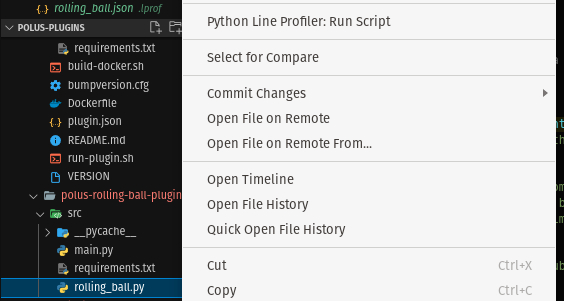 rolling_ball.json .lprof
POLUS-PLUGINS
requirements.txt
build-docker.sh
bumpversion.cfg
Dockerfile
plugin.json
README.md
run-plugin.sh
VERSION
polus-rolling-ball-plugin
src
__pycache__
main.py
requirements.txt
rolling_ball.py
Python Line Profiler: Run Script
Select for Compare
Commit Changes
Open File on Remote
Open File on Remote From...
Open Timeline
Open File History
Quick Open File History
Cut Ctrl+X
Copy Ctrl+C